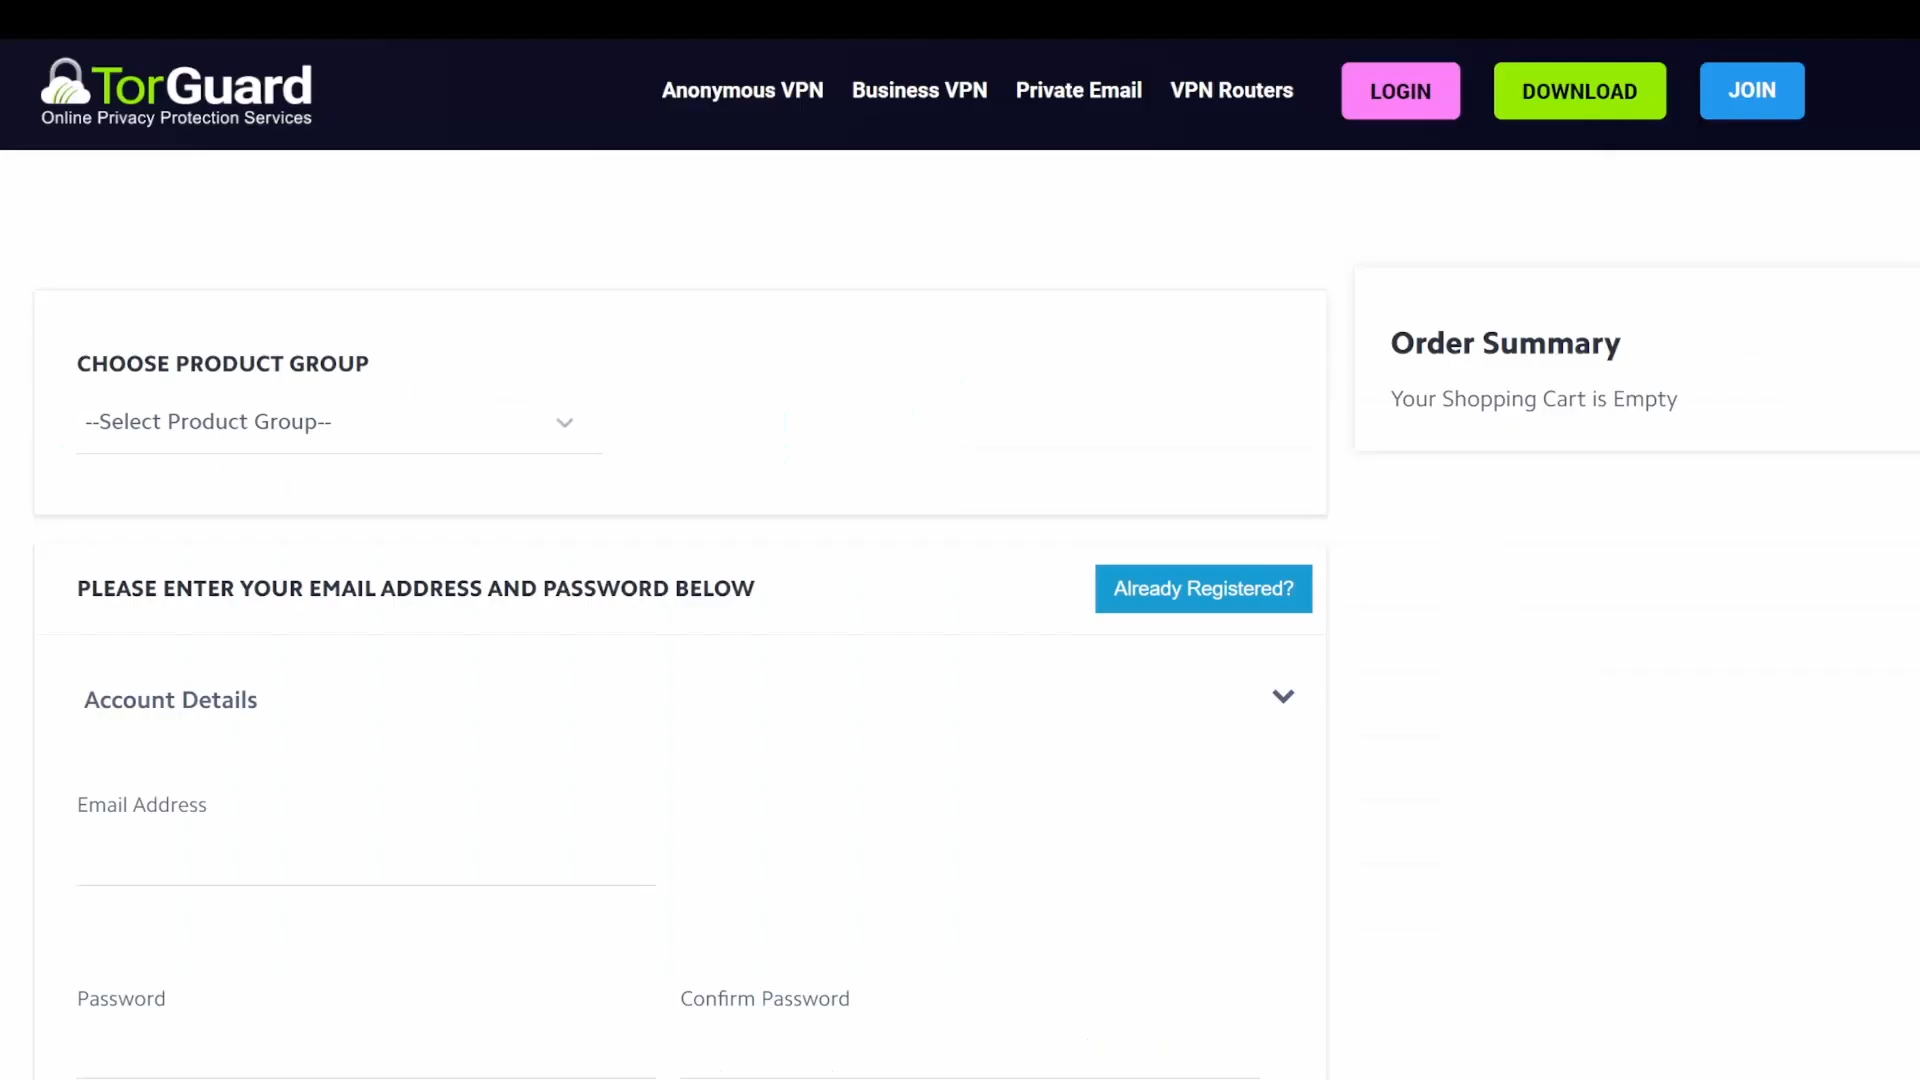 TorGuard
Online Privacy Protection Services
Anonymous VPN Business VPN Private Email VPN Routers LOGIN DOWNLOAD JOIN
CHOOSE PRODUCT GROUP
--Select Product Group--
Order Summary
Your Shopping Cart is Empty
PLEASE ENTER YOUR EMAIL ADDRESS AND PASSWORD BELOW
Already Registered?
Account Details
Email Address
Password Confirm Password